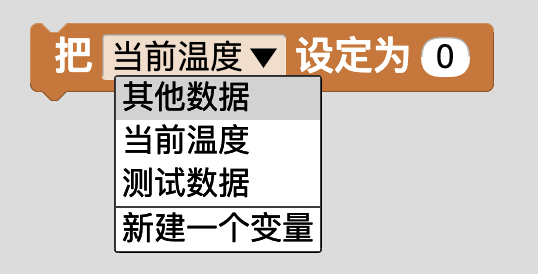 把 当前温度▼ 设定为 0
其他数据
当前温度
测试数据
新建一个变量